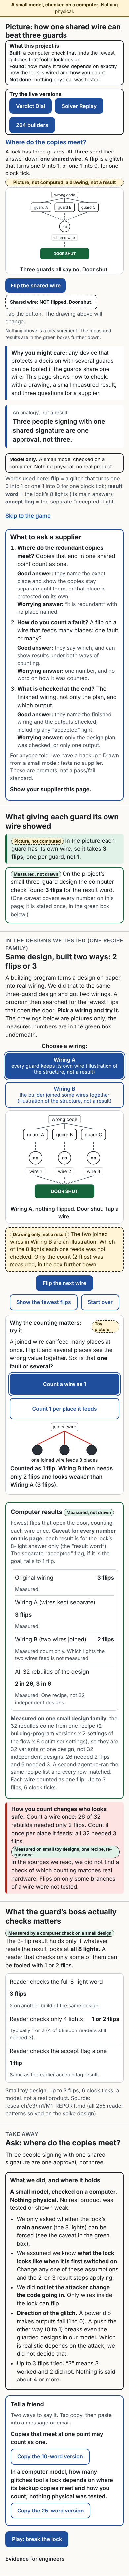 A small model, checked on a computer. Nothing
physical.
Picture: how one shared wire can
beat three guards
What this project is
Built: a computer check that finds the fewest
glitches that fool a lock design.
Found: how many it takes depends on exactly
how the lock is wired and how you count.
Not done: nothing physical was tested.
Try the live versions
Verdict Dial
Solver Replay
264 builders
Where do the copies meet?
A lock has three guards. All three send their
answer down one shared wire. A flip is a glitch
that turns one 0 into 1, or one 1 into 0, for one
clock tick.
Picture, not computed: a drawing, not a result
wrong code
guard A
guard B
guard C
no
shared wire
DOOR SHUT
Three guards all say no. Door shut.
Flip the shared wire
Shared wire: NOT flipped. Door shut.
Tap the button. The drawing above will
change.
Nothing above is a measurement. The measured
results are in the green boxes further down.
Why you might care: any device that
protects a decision with several guards
can be fooled if the guards share one
wire. This page shows how to check,
with a drawing, a small measured result,
and three questions for a supplier.
An analogy, not a result:
Three people signing with one
shared signature are one
approval, not three.
Model only. A small model checked on a
computer. Nothing physical, no real product.
Words used here: flip = a glitch that turns one
0 into 1 or one 1 into 0 for one clock tick; result
= the lock's 8 lights (its main answer);
accept flag = the separate "accepted" light.
Skip to the game
What to ask a supplier
1. Where do the redundant copies
meet? Copies that end in one shared
point count as one.
Good answer: they name the exact
point and show the copies stay
separate until there, or that place is
protected on its own.
Worrying answer: "it is redundant" with
no place named.
2. How do you count a fault? A flip on a
wire that feeds many places: one fault
or many?
Good answer: they say which, and can
show results under both ways of
counting.
Worrying answer: one number, and no
word on how it was counted.
3. What is checked at the end? The
finished wiring, not only the plan, and
which output.
Good answer: they name the finished
wiring and the outputs checked,
including any "accepted" light.
Worrying answer: only the design plan
was checked, or only one output.
For anyone told "we have a backup." Drawn
from a small model; tests no supplier. These
are prompts, not a pass/fail
standard.
Show your supplier this page.
What giving each guard its own
wire showed
Picture, not computed In the picture each
guard has its own wire, so it takes 3
flips, one per guard, not 1.
Measured, not drawn On the project's
small three-guard design the computer
measured 3 flips for the result word
(One caveat covers every number on this
page; it is stated once, in the green box
below.)
IN THE DESIGNS WE TESTED (ONE RECIPE
FAMILY)
Same design, built two ways: 2
flips or 3
A building program turns a design on paper
into wires. Changing only its settings on the
same three-guard design gave two wirings. A
computer then found the fewest result flips
that open the door. Pick a wiring and try it. The
drawings below are pictures, not measured
results; the measured counts are in the green box
underneath.
Choose a wiring:
Wiring A
every guard keeps its own wire (illustration of
the structure, not a result)
Wiring B
the builder joined some wires together
(illustration of the structure, not a result)
wrong code
guard A
guard B
guard C
no
no
no
wire 1
wire 2
wire 3
DOOR SHUT
Wiring A, nothing flipped. Door shut. Tap a
wire.
Drawing only, not a result The two joined
wires in Wiring B are an illustration. Which
of the 8 lights each one feeds was not
measured. Only the count (2 flips) was
measured, in the box further down.
Flip the next wire
Show the fewest flips
Start over
Why the counting matters:
try it
Toy
picture
A joined wire can feed many places at
once. Flip it and several places see the
wrong value together. So is that one
fault or several?
Count a wire as 1
Count 1 per place it feeds
joined wire
one joined wire feeds 3 places
Counted as 1 flip. Wiring B then needs
only 2 flips and looks weaker than
Wiring A (3 flips).
Computer results Measured, not drawn
Fewest flips that open the door, counting
each wire once. Caveat for every number
on this page: each result is for the lock's
8-light answer only (the "result word").
The separate "accepted" flag, if it is the
goal, falls to 1 flip.
Original wiring 3 flips
Measured.
Wiring A (wires kept separate)
3 flips
Measured.
Wiring B (two wires joined) 2 flips
Measured count only. Which lights the
two wires feed is not measured.
All 32 rebuilds of the design
2 in 26, 3 in 6
Measured. One recipe, not 32
independent designs.
Measured on one small design family: the
32 rebuilds come from one recipe (2
building-program versions x 2 settings of
the flow x 8 optimiser settings), so they are
32 variants of one design, not 32
independent designs. 26 needed 2 flips
and 6 needed 3. A second agent re-ran the
same recipe bit and every row matched.
Each wire counted as one flip. Up to 3
flips, 6 clock ticks.
How you count changes who looks
safe. Count a wire once: 26 of 32
rebuilds needed only 2 flips. Count it
once per place it feeds: all 32 needed 3
flips
Measured on small toy designs, one recipe, re-
run once
In the sources we read, we did not find a
check of which counting matches real
hardware. Flips on only some branches
of a wire were not tested.
What the guard's boss actually
checks matters
Measured by a computer check on a small design
The 3-flip result holds only if whatever
reads the result looks at all 8 lights. A
reader that checks only some of them can
be fooled with 1 or 2 flips.
Reader checks the full 8-light word
3 flips
2 on another build of the same design.
Reader checks only 4 lights 1 or 2 flips
Typically 1 or 2 (4 of 68 such readers still
needed 3).
Reader checks the accept flag alone
1 flip
Same as the earlier accept-flag result.
Toy design, up to 3 flips, 6 clock ticks; a
model, not a real product. Source:
research/c3/m1/M1_REPORT.md (all 255 reader
patterns solved on the spike design).
TAKE AWAY
Ask: where do the copies meet?
Three people signing with one shared
signature are one approval, not three.
What we did, and where it holds
A small model, checked on a computer.
Nothing physical. No real product was
tested or shown weak.
• We only asked whether the lock's
main answer (the 8 lights) can be
forced (see the caveat in the green
box).
• We assumed we know what the lock
looks like when it is first switched on.
Change any one of these assumptions
and the 2-or-3 result stops applying:
• We did not let the attacker change
the code going in. Only wires inside
the lock can flip.
• Direction of the glitch. A power dip
makes outputs fall (1 to 0). A push the
other way (0 to 1) breaks even the
guarded designs in our model. Which
is realistic depends on the attack; we
did not decide that.
• Up to 3 flips tried. "3" means 3
worked and 2 did not. Nothing is said
about 4 or more.
Tell a friend
Two ways to say it. Tap copy, then paste
into a message or email.
Copies that meet at one point may
count as one.
Copy the 10-word version
In a computer model, how many
glitches fool a lock depends on where
its backup copies meet and how you
count; nothing physical was tested.
Copy the 25-word version
Play: break the lock
Evidence for engineers